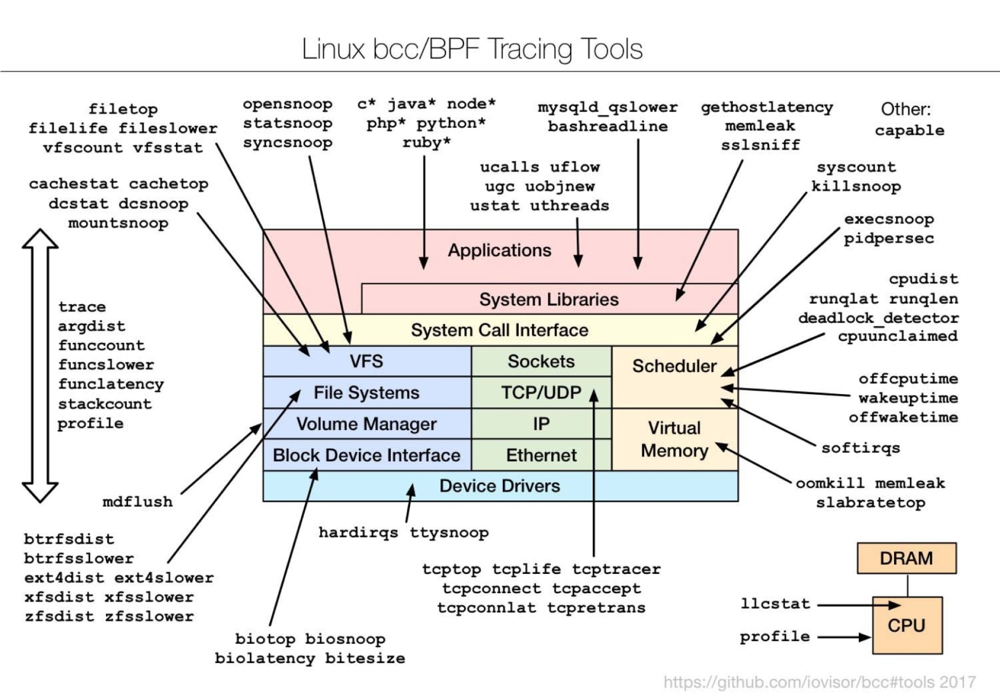 Linux bcc/BPF Tracing Tools
filetop
filelife fileslower
vfscount vfsstat
opensnoop
statsnoop
syncsnoop
c* java* node*
php* python*
ruby*
mysqld_qslower
bashreadline
gethostlatency
memleak
sslsniff
Other:
capable
cachestat cachetop
dcstat dcsnoop
mountsnoop
ucalls uflow
ugc uobjnew
ustat uthreads
syscount
killsnoop
execsnoop
pidpersec
cpudist
runqlat runqlen
deadlock_detector
cpuunclaimed
offcputime
wakeuptime
offwaketime
softirqs
oomkill memleak
slabratetop
trace
argdist
funccount
funcslower
funclatency
stackcount
profile
Applications
System Libraries
System Call Interface
VFS
Sockets
Scheduler
File Systems
TCP/UDP
Volume Manager
IP
Virtual
Memory
Block Device Interface
Ethernet
Device Drivers
mdflush
btrfsdist
btrfsslower
ext4dist ext4slower
xfsdist xfsslower
zfsdist zfsslower
hardirqs ttysnoop
biotop biosnoop
biolatency bitesize
tcptop tcplife tcptracer
tcpconnect tcpaccept
tcpconnlat tcpretrans
DRAM
llcstat
CPU
profile
https://github.com/iovisor/bcc#tools 2017